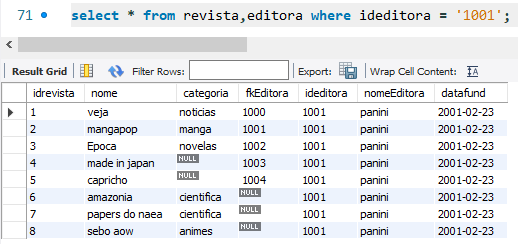 71 select * from revista,editora where ideditora = '1001';
Result Grid Filter Rows: Export: Wrap Cell Content: IA
idrevista nome categoria fkEditora ideditora nomeEditora datafund
1 veja noticias 1000 1001 panini 2001-02-23
2 mangapop manga 1001 1001 panini 2001-02-23
3 Epoca novelas 1002 1001 panini 2001-02-23
4 made in japan NULL 1003 1001 panini 2001-02-23
5 capricho NULL 1004 1001 panini 2001-02-23
6 amazonia cientifica NULL 1001 panini 2001-02-23
7 papers do naea cientifica NULL 1001 panini 2001-02-23
8 sebo aow animes NULL 1001 panini 2001-02-23